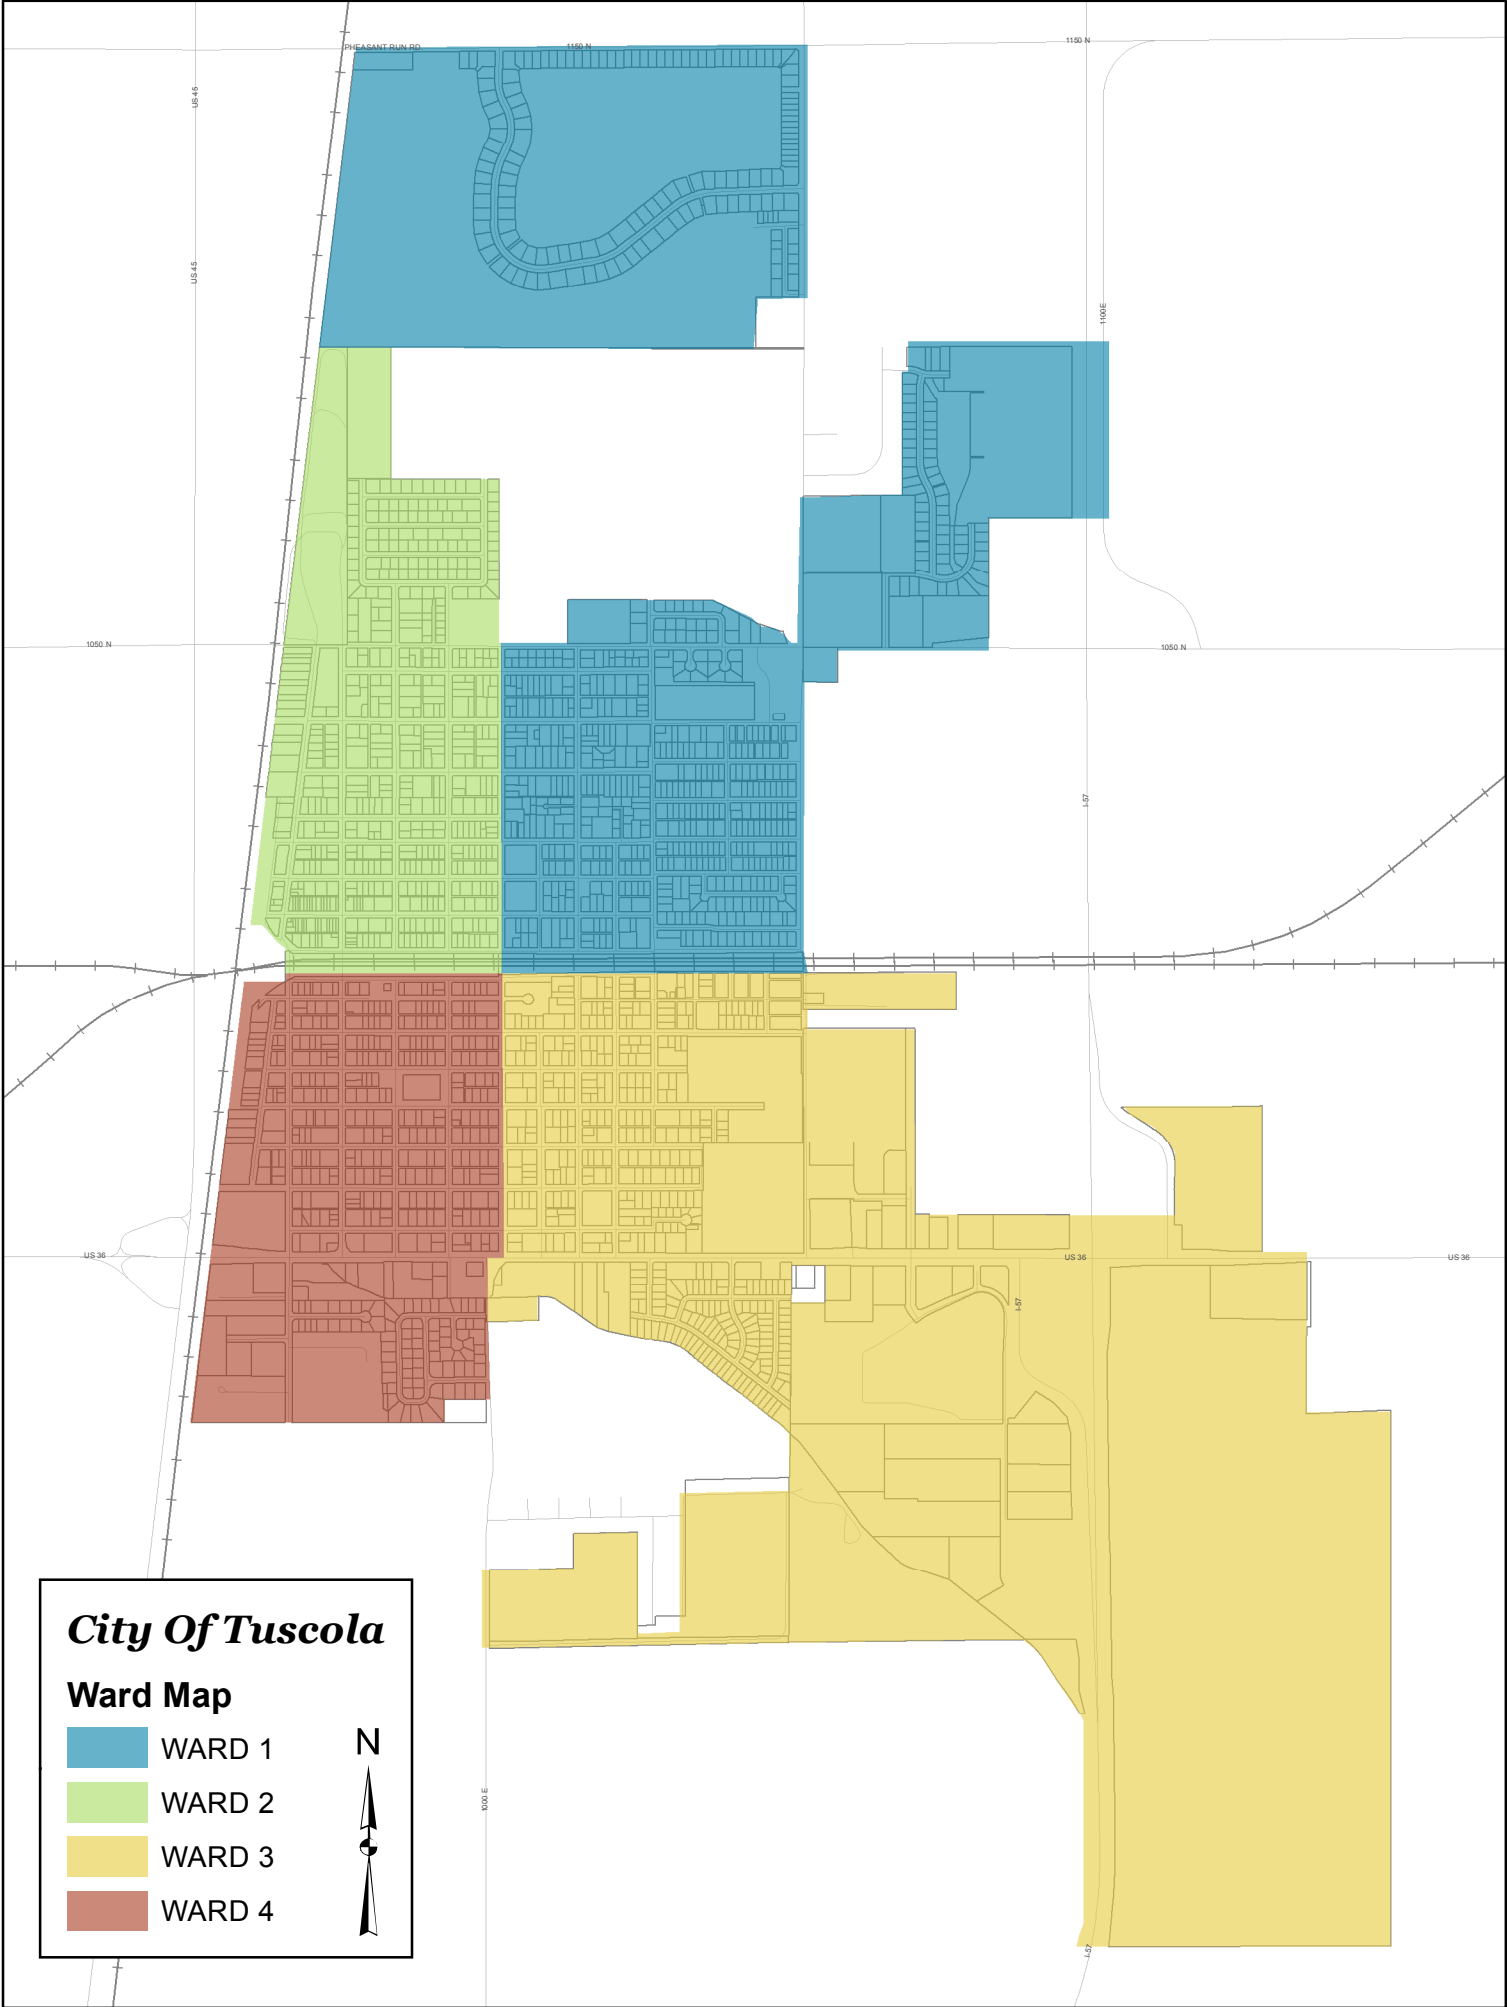 PHEASANT RUN RD
1150 N
1150 N
US 45
US 45
1100E
1050 N
1050 N
I-57
US 36
US 36
US 36
I-57
1000 E
I-57
City Of Tuscola
Ward Map
WARD 1
N
WARD 2
WARD 3
WARD 4